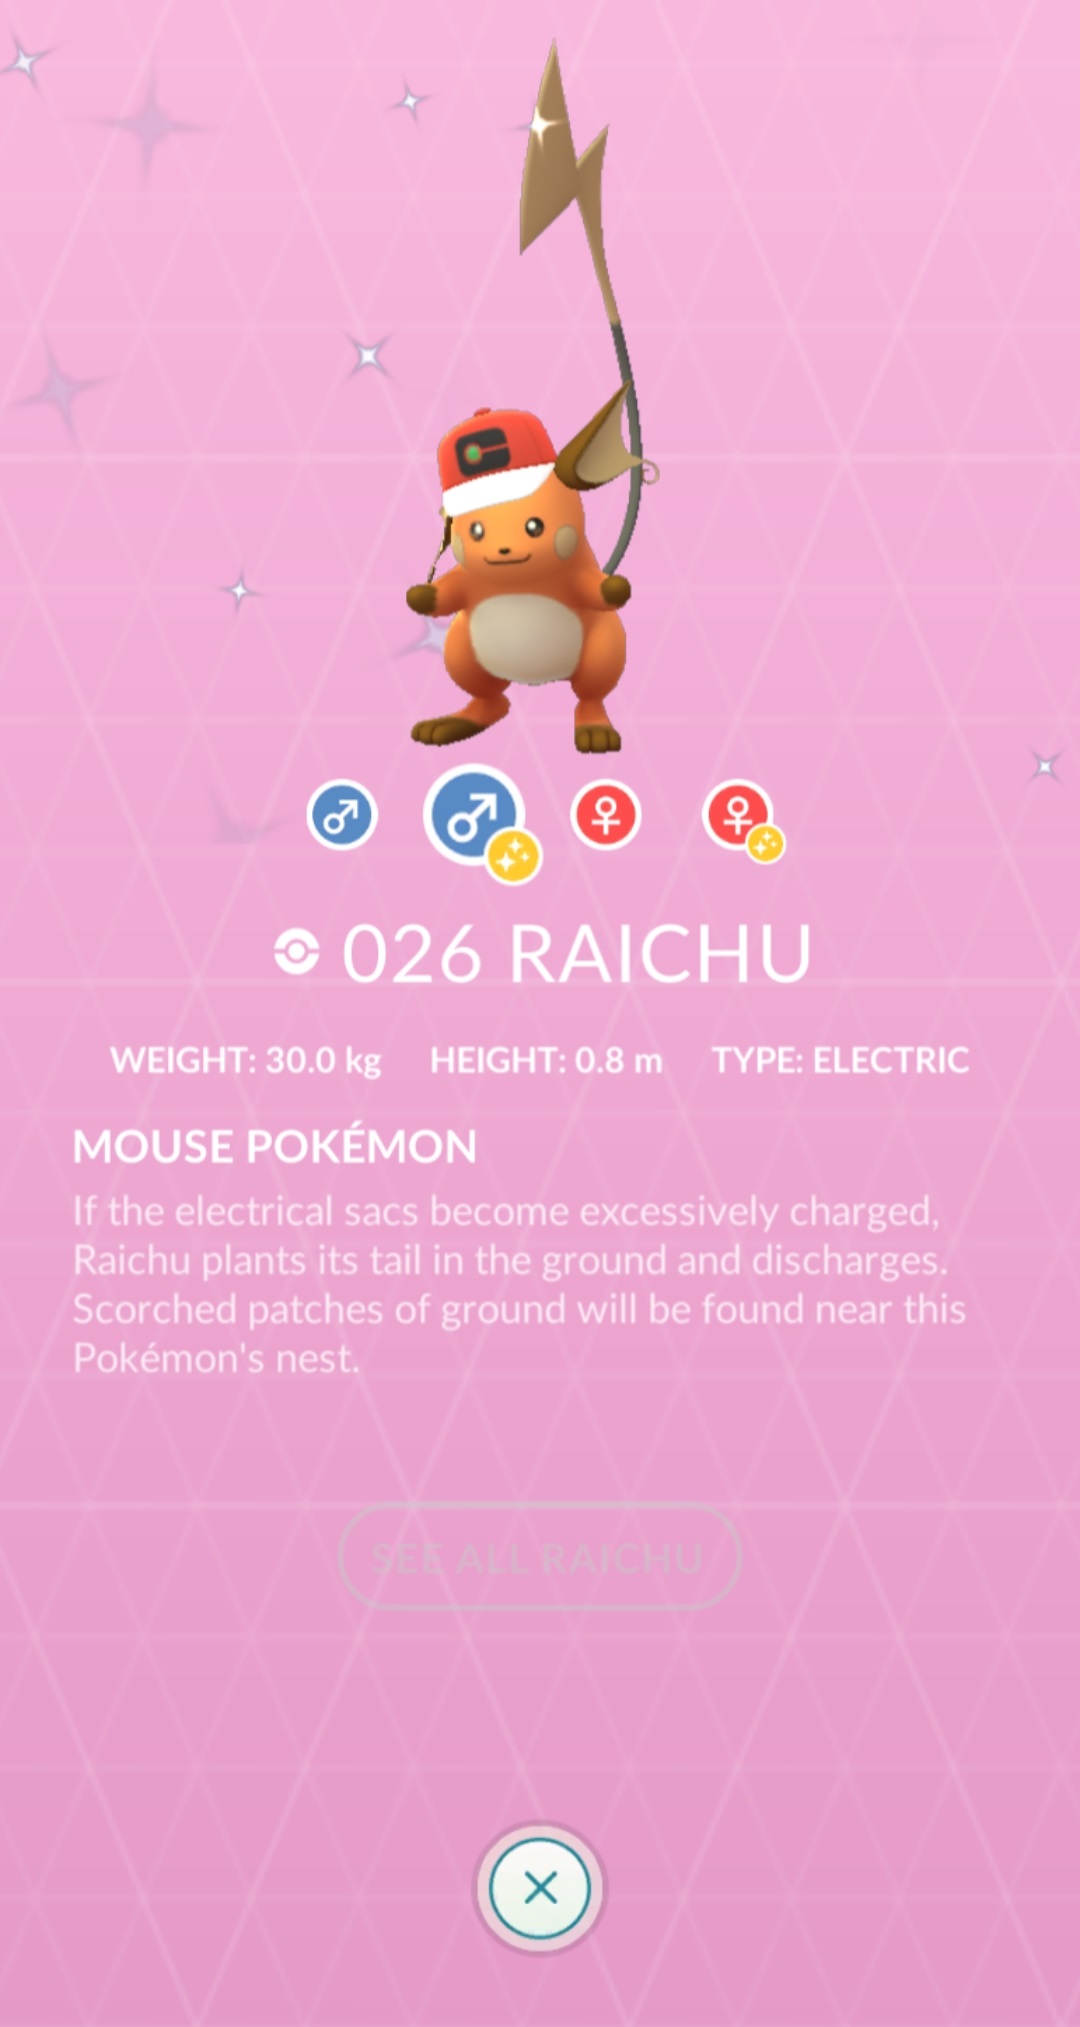 026 RAICHU
WEIGHT: 30.0 kg HEIGHT: 0.8 m TYPE: ELECTRIC
MOUSE POKÉMON
If the electrical sacs become excessively charged,
Raichu plants its tail in the ground and discharges.
Scorched patches of ground will be found near this
Pokémon's nest.
SEE ALL RAICHU